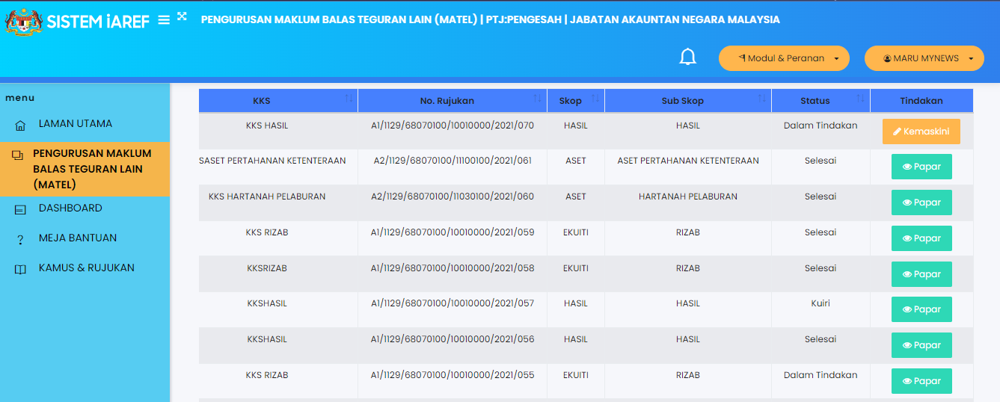 SISTEM iAREF
PENGURUSAN MAKLUM BALAS TEGURAN LAIN (MATEL) | PTJ:PENGESAH | JABATAN AKAUNTAN NEGARA MALAYSIA
Modul & Peranan
MARU MYNEWS
menu
LAMAN UTAMA
PENGURUSAN MAKLUM
BALAS TEGURAN LAIN
(MATEL)
DASHBOARD
MEJA BANTUAN
KAMUS & RUJUKAN
KKS No. Rujukan Skop Sub Skop Status Tindakan
KKS HASIL A1/1129/68070100/10010000/2021/070 HASIL HASIL Dalam Tindakan Kemaskini
SASET PERTAHANAN KETENTERAAN A2/1129/68070100/11100100/2021/061 ASET ASET PERTAHANAN KETENTERAAN Selesai Papar
KKS HARTANAH PELABURAN A2/1129/68070100/11030100/2021/060 ASET HARTANAH PELABURAN Selesai Papar
KKS RIZAB A1/1129/68070100/10010000/2021/059 EKUITI RIZAB Selesai Papar
KKSRIZAB A1/1129/68070100/10010000/2021/058 EKUITI RIZAB Selesai Papar
KKSHASIL A1/1129/68070100/10010000/2021/057 HASIL HASIL Kuiri Papar
KKSHASIL A1/1129/68070100/10010000/2021/056 HASIL HASIL Selesai Papar
KKS RIZAB A1/1129/68070100/10010000/2021/055 EKUITI RIZAB Dalam Tindakan Papar